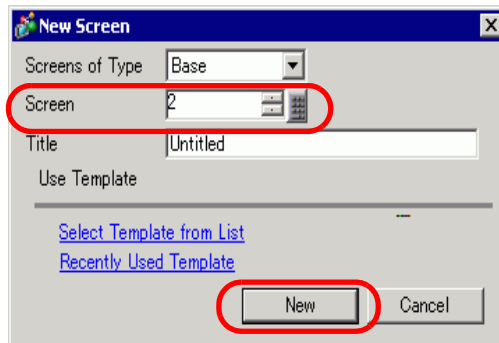 New Screen
Screens of Type Base
Screen 2
Title Untitled
Use Template
Select Template from List
Recently Used Template
New Cancel